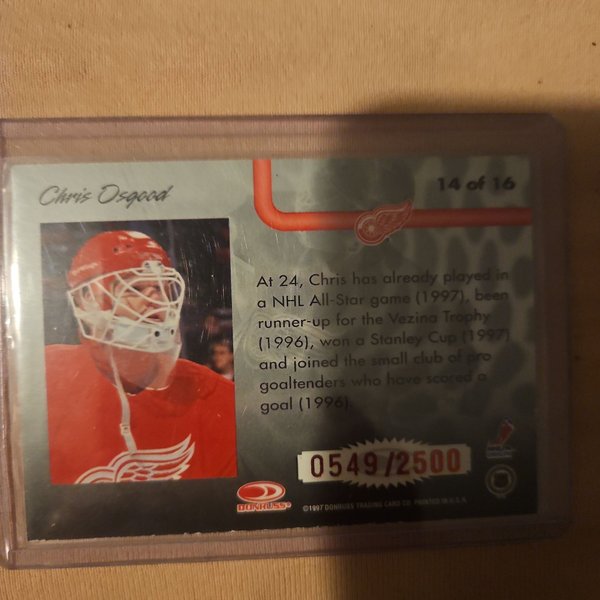 Chris Osgood
14 of 16
At 24, Chris has already played in
a NHL All-Star game (1997), been
runner-up for the Vezina Trophy
(1996), won a Stanley Cup (1997)
and joined the small club of pro
goaltenders who have scored a
goal (1996).
0549/2500
DONRUSS
©1997 DONRUSS TRADING CARD CO. PRINTED IN U.S.A.